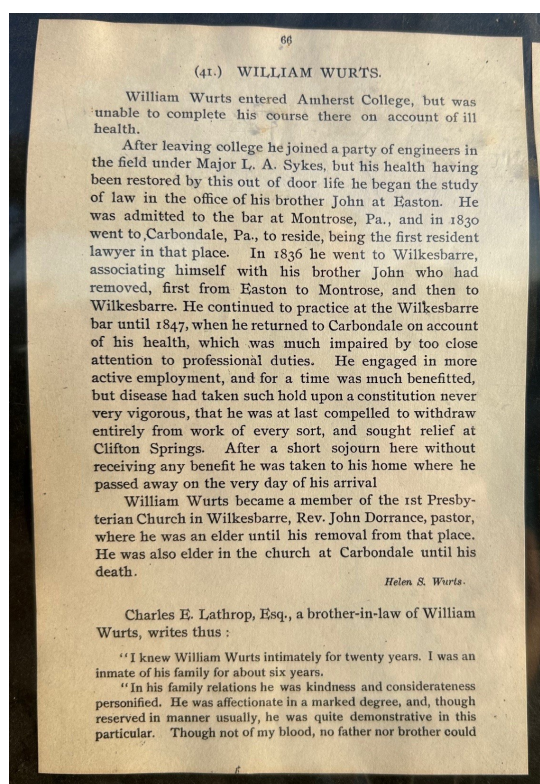 66
(41.) WILLIAM WURTS.
William Wurts entered Amherst College, but was
unable to complete his course there on account of ill
health.
After leaving college he joined a party of engineers in
the field under Major L. A. Sykes, but his health having
been restored by this out of door life he began the study
of law in the office of his brother John at Easton. He
was admitted to the bar at Montrose, Pa., and in 1830
went to Carbondale, Pa., to reside, being the first resident
lawyer in that place. In 1836 he went to Wilkesbarre,
associating himself with his brother John who had
removed, first from Easton to Montrose, and then to
Wilkesbarre. He continued to practice at the Wilkesbarre
bar until 1847, when he returned to Carbondale on account
of his health, which was much impaired by too close
attention to professional duties. He engaged in more
active employment, and for a time was much benefitted,
but disease had taken such hold upon a constitution never
very vigorous, that he was at last compelled to withdraw
entirely from work of every sort, and sought relief at
Clifton Springs. After a short sojourn here without
receiving any benefit he was taken to his home where he
passed away on the very day of his arrival
William Wurts became a member of the 1st Presby-
terian Church in Wilkesbarre, Rev. John Dorrance, pastor,
where he was an elder until his removal from that place.
He was also elder in the church at Carbondale until his
death.
Helen S. Wurts.
Charles E. Lathrop, Esq., a brother-in-law of William
Wurts, writes thus :
"I knew William Wurts intimately for twenty years. I was an
inmate of his family for about six years.
"In his family relations he was kindness and considerateness
personified. He was affectionate in a marked degree, and, though
reserved in manner usually, he was quite demonstrative in this
particular. Though not of my blood, no father nor brother could